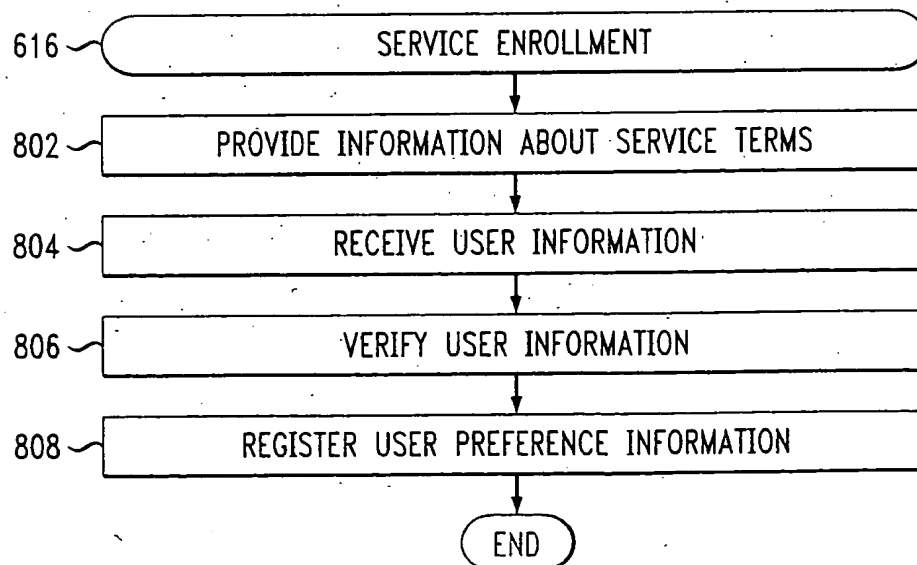 616 SERVICE ENROLLMENT
802 PROVIDE INFORMATION ABOUT SERVICE TERMS
804 RECEIVE USER INFORMATION
806 VERIFY USER INFORMATION
808 REGISTER USER PREFERENCE INFORMATION
END